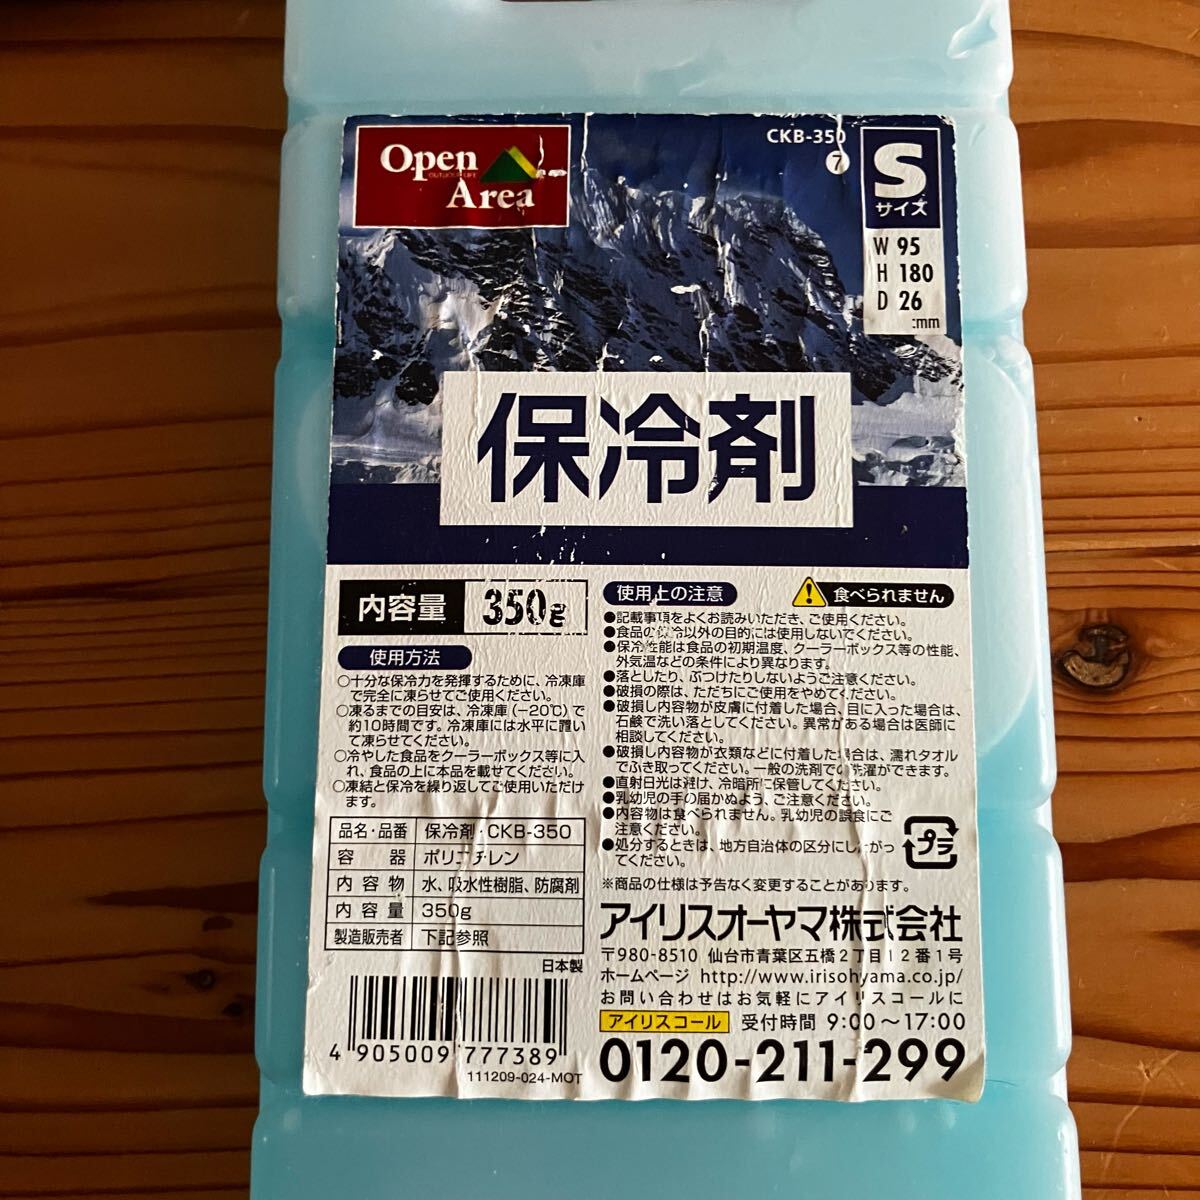 Open
OUTDOOR LIFE
Area
CKB-350
7
S
サイズ
W 95
H 180
D 26
:mm
保冷剤
内容量 350g
使用方法
○十分な保冷力を発揮するために、冷凍庫
で完全に凍らせてご使用ください。
○凍るまでの目安は、冷凍庫(−20℃)で
約10時間です。冷凍庫には水平に置い
て凍らせてください。
○冷やした食品をクーラーボックス等に入
れ、食品の上に本品を載せてください。
○凍結と保冷を繰り返してご使用いただけ
ます。
品名・品番 保冷剤・CKB-350
容器 ポリエチレン
内容物 水、吸水性樹脂、防腐剤
内容量 350g
製造販売者 下記参照
日本製
4 905009 777389
111209-024-MOT
使用上の注意
食べられません
●記載事項をよくお読みいただき、ご使用ください。
●食品の保冷以外の目的には使用しないでください。
●保冷性能は食品の初期温度、クーラーボックス等の性能、
外気温などの条件により異なります。
●落としたり、ぶつけたりしないようご注意ください。
●破損の際は、ただちにご使用をやめてください。
●破損し内容物が皮膚に付着した場合、目に入った場合は、
石鹸で洗い落としてください。異常がある場合は医師に
相談してください。
●破損し内容物が衣類などに付着した場合は、濡れタオル
でふき取ってください。一般の洗剤での洗濯ができます。
●直射日光は避け、冷暗所に保管してください。
●乳幼児の手の届かぬよう、ご注意ください。
●内容物は食べられません。乳幼児の誤食にご
注意ください。
●処分するときは、地方自治体の区分にしたがっ
てください。
プラ
※商品の仕様は予告なく変更することがあります。
アイリスオーヤマ株式会社
〒980-8510 仙台市青葉区五橋2丁目12番1号
ホームページ http://www.irisohyama.co.jp/
お問い合わせはお気軽にアイリスコールに
アイリスコール 受付時間 9:00～17:00
0120-211-299